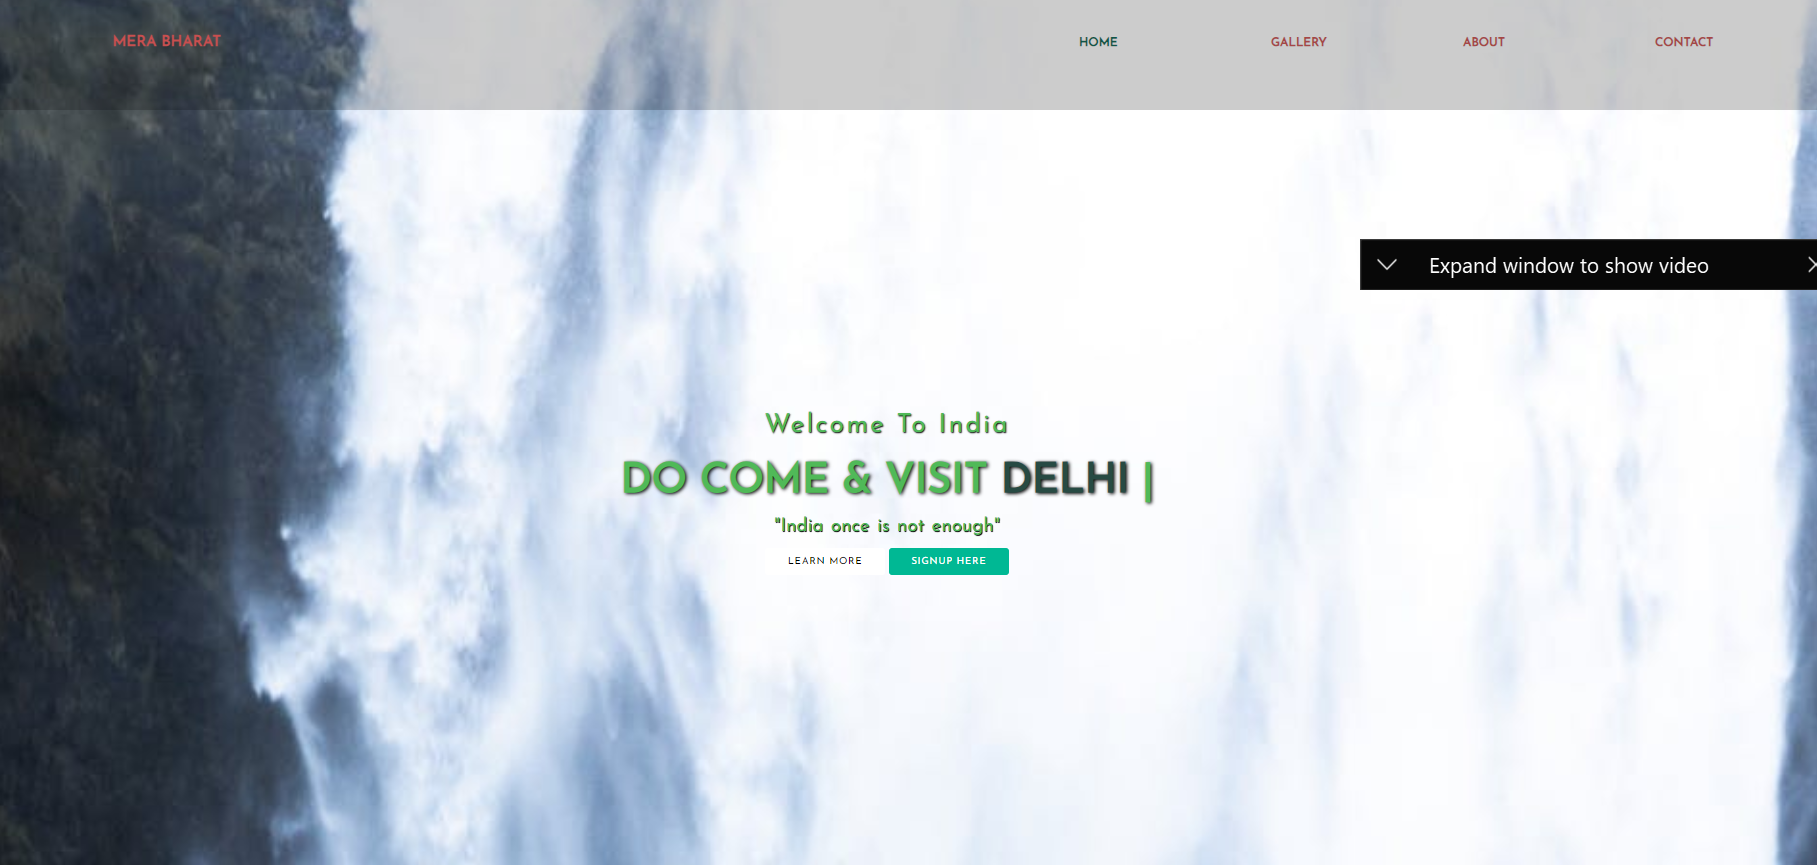 MERA BHARAT
HOME GALLERY ABOUT CONTACT
Expand window to show video
Welcome To India
DO COME & VISIT DELHI |
"India once is not enough"
LEARN MORE SIGNUP HERE